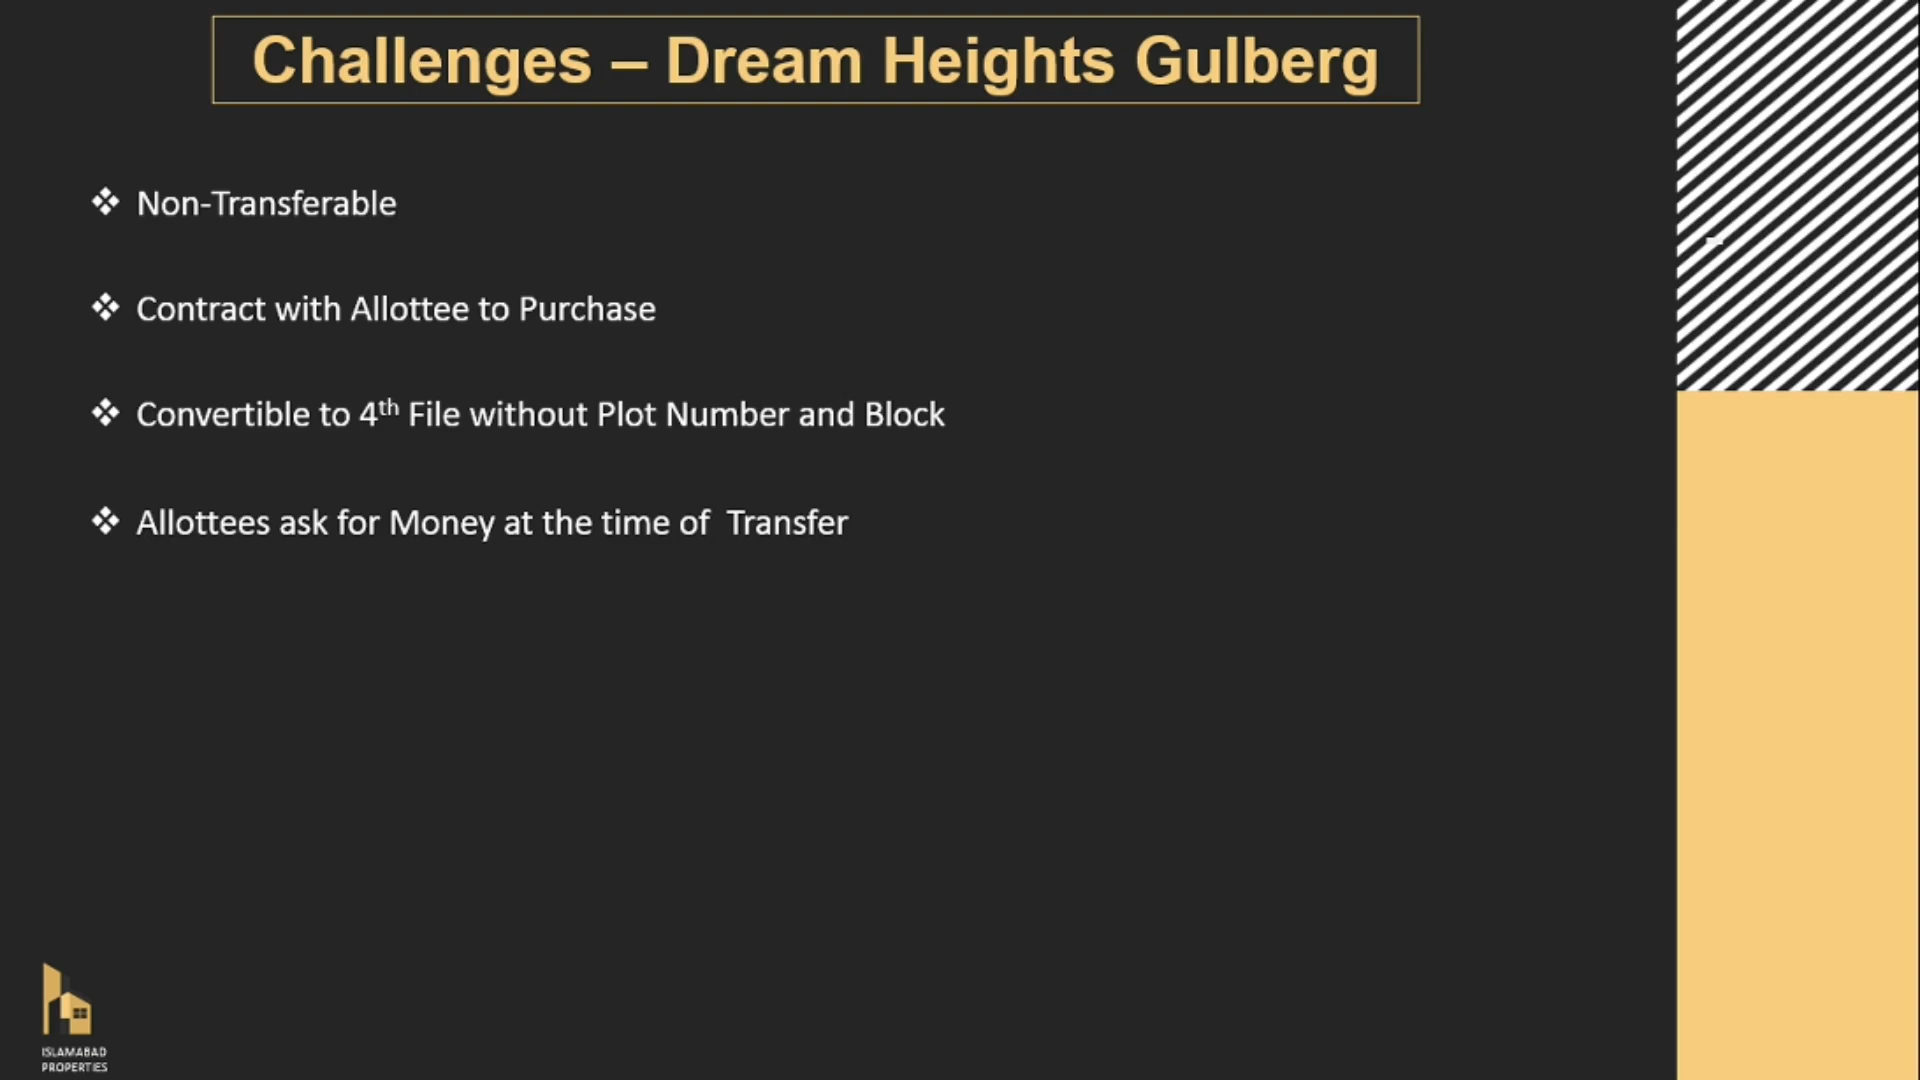 Challenges – Dream Heights Gulberg
❖ Non-Transferable
❖ Contract with Allottee to Purchase
❖ Convertible to 4th File without Plot Number and Block
❖ Allottees ask for Money at the time of  Transfer
ISLAMABAD
PROPERTIES